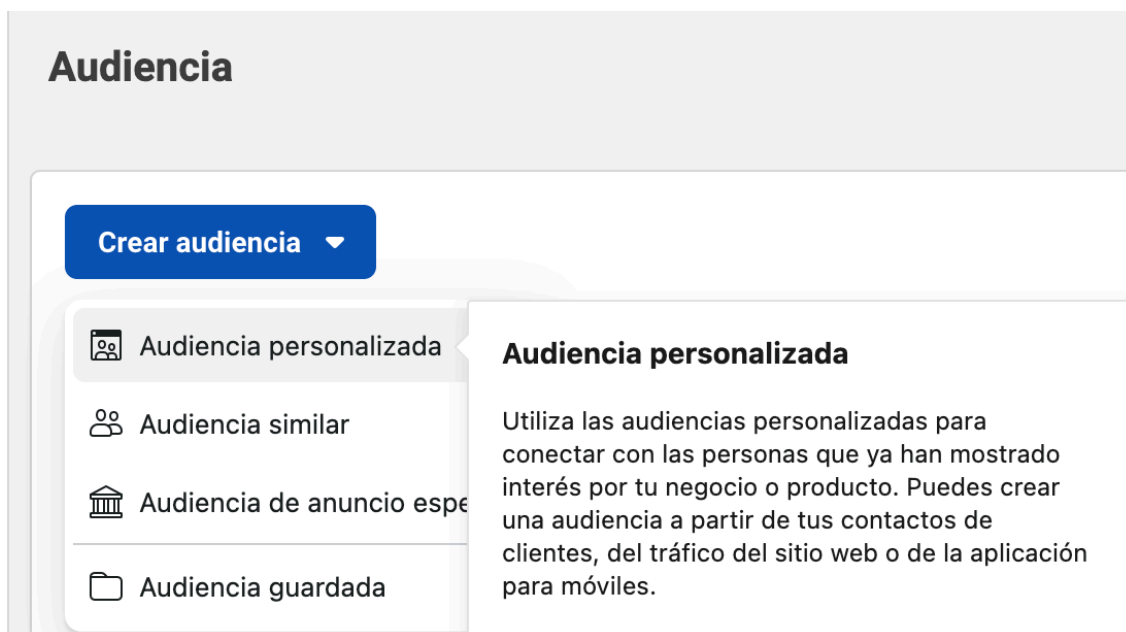 Audiencia
Crear audiencia
Audiencia personalizada
Audiencia similar
Audiencia de anuncio
Audiencia guardada
Audiencia personalizada
Utiliza las audiencias personalizadas para
conectar con las personas que ya han mostrado
interés por tu negocio o producto. Puedes crear
una audiencia a partir de tus contactos de
clientes, del tráfico del sitio web o de la aplicación
para móviles.